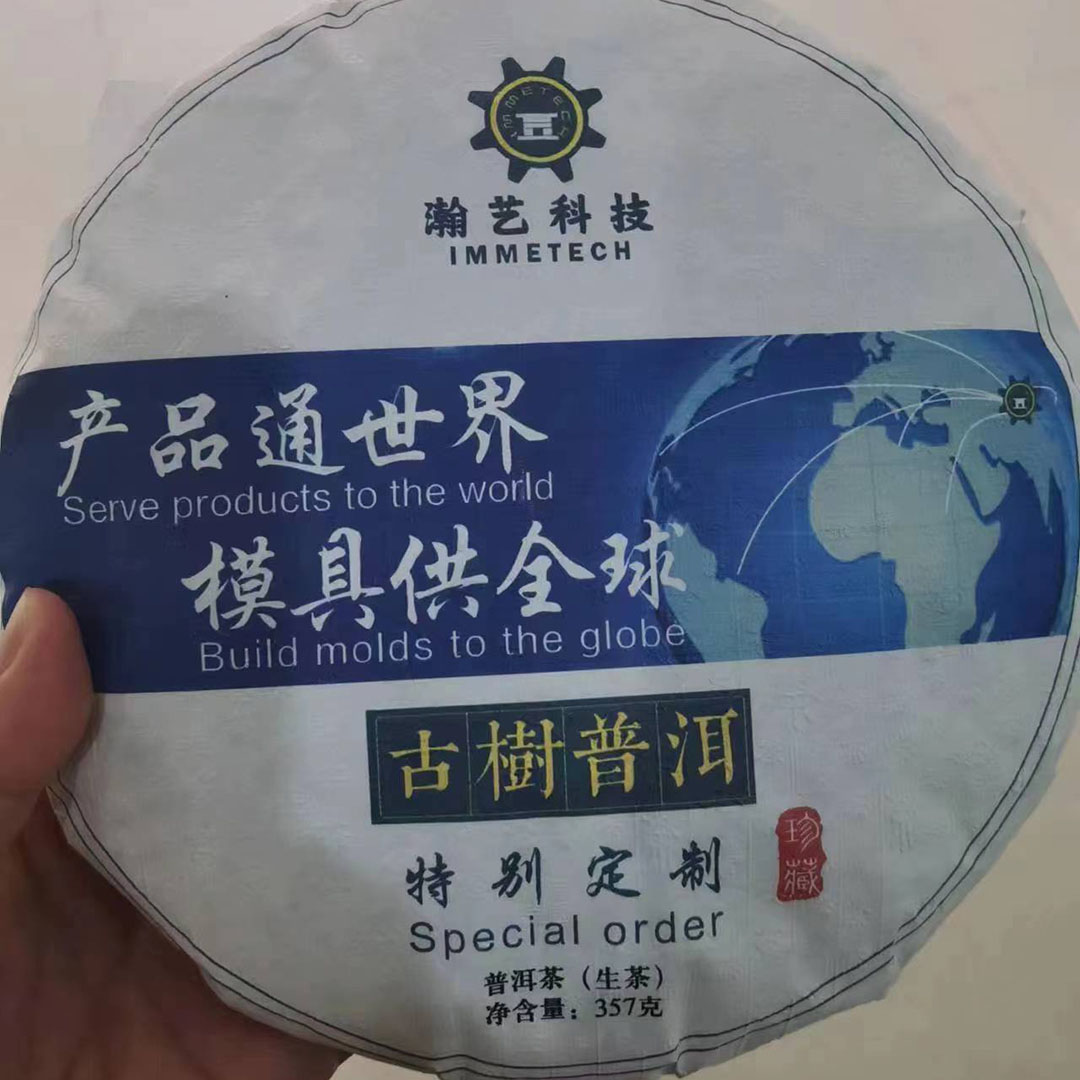 IMMETECH
瀚艺科技
IMMETECH
产品通世界
Serve products to the world
模具供全球
Build molds to the globe
古樹普洱
特别定制
珍藏
Special order
普洱茶（生茶）
净含量：357克